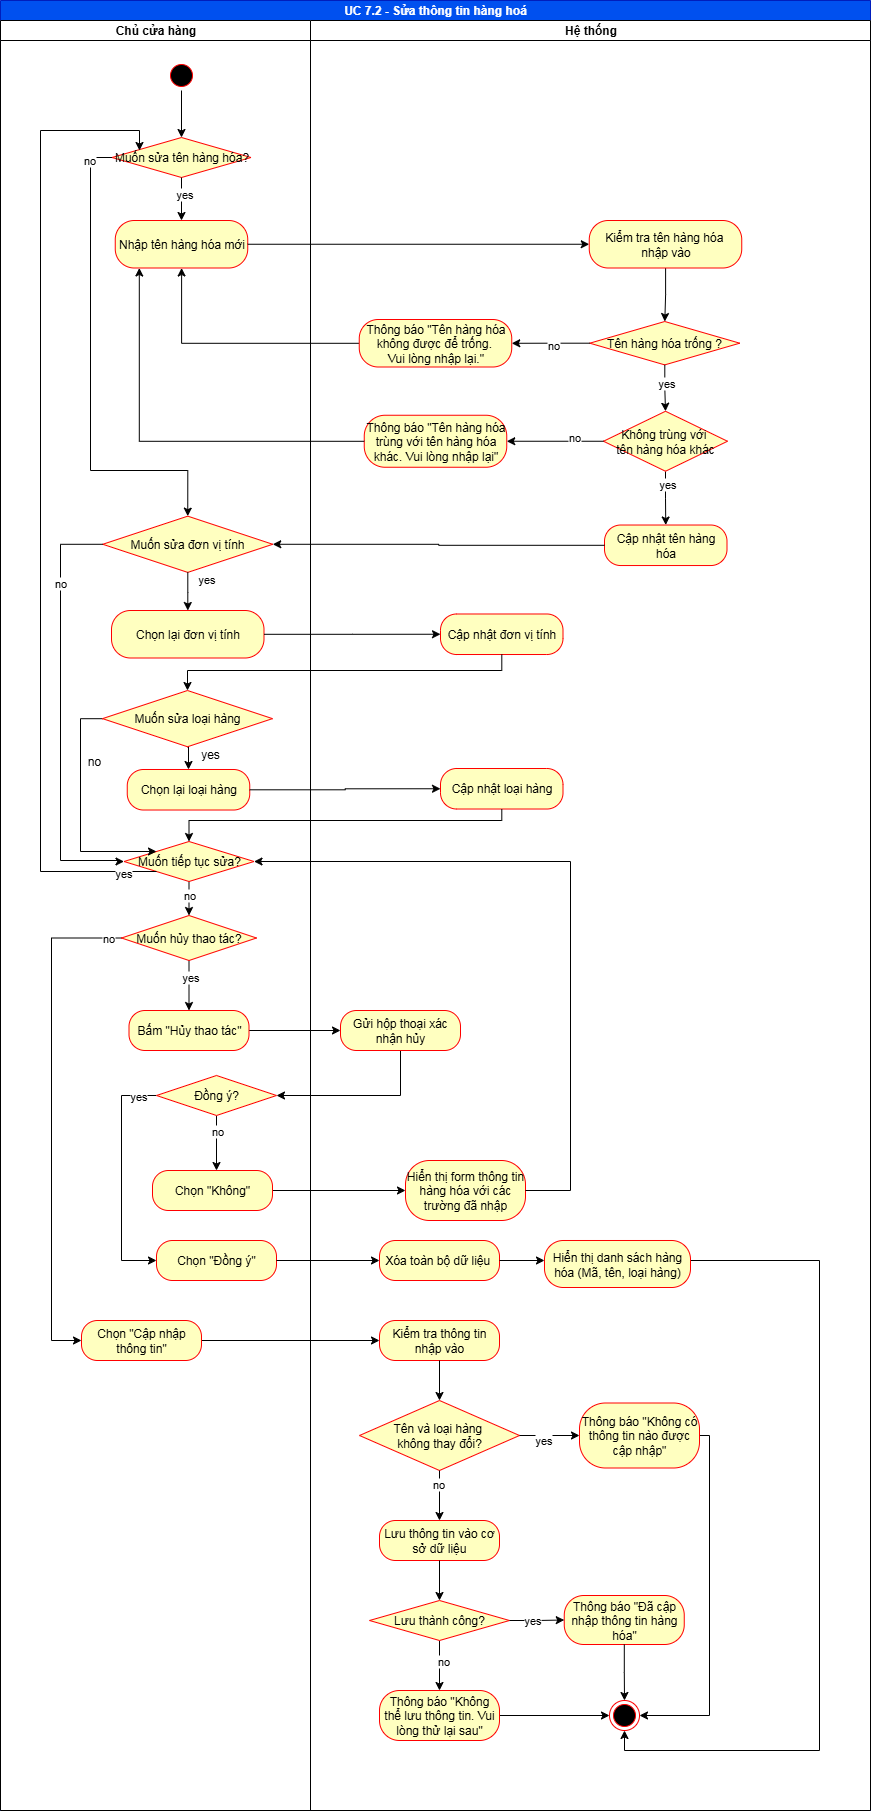 UC 7.2 - Sửa thông tin hàng hoá
Chủ cửa hàng
Hệ thống
Muốn sửa tên hàng hóa?
no
yes
Nhập tên hàng hóa mới
Kiểm tra tên hàng hóa
nhập vào
Thông báo "Tên hàng hóa
không được để trống.
Vui lòng nhập lại."
no
Tên hàng hóa trống ?
yes
Thông báo "Tên hàng hóa
trùng với tên hàng hóa
khác. Vui lòng nhập lại"
no
Không trùng với
tên hàng hóa khác
yes
Muốn sửa đơn vị tính
Cập nhật tên hàng
hóa
no
yes
Chọn lại đơn vị tính
Cập nhật đơn vị tính
Muốn sửa loại hàng
no
yes
Chọn lại loại hàng
Cập nhật loại hàng
Muốn tiếp tục sửa?
yes
no
Muốn hủy thao tác?
no
yes
Bấm "Hủy thao tác"
Gửi hộp thoại xác
nhận hủy
Đồng ý?
yes
no
Chọn "Không"
Hiển thị form thông tin
hàng hóa với các
trường đã nhập
Chọn "Đồng ý"
Xóa toàn bộ dữ liệu
Hiển thị danh sách hàng
hóa (Mã, tên, loại hàng)
Chọn "Cập nhập
thông tin"
Kiểm tra thông tin
nhập vào
Tên và loại hàng
không thay đổi?
yes
Thông báo "Không có
thông tin nào được
cập nhập"
no
Lưu thông tin vào cơ
sở dữ liệu
Lưu thành công?
yes
Thông báo "Đã cập
nhập thông tin hàng
hóa"
no
Thông báo "Không
thể lưu thông tin. Vui
lòng thử lại sau"